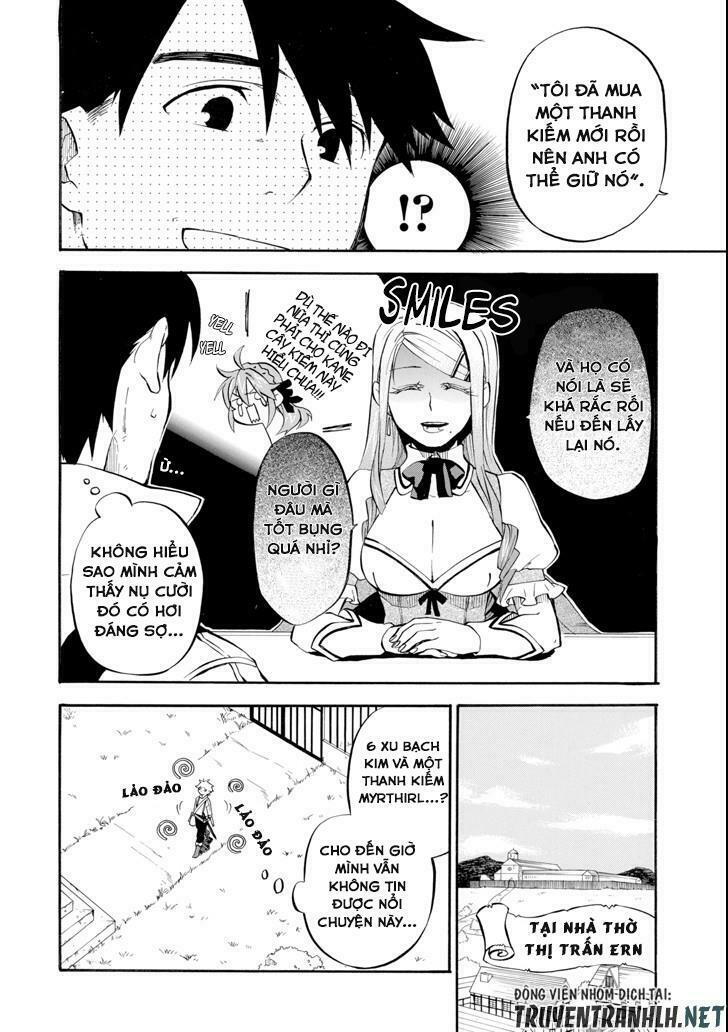 "TÔI ĐÃ MUA
MỘT THANH
KIẾM MỚI RỒI
NÊN ANH CÓ
THỂ GIỮ NÓ".
!?
SMILES
VÀ HỌ CÓ
NÓI LÀ SẼ
KHÁ RẮC RỐI
NẾU ĐẾN LẤY
LẠI NÓ.
DÙ THẾ NÀO ĐI
NỮA THÌ CŨNG
PHẢI CHO KANE
CÂY KIẾM NÀY
HIỂU CHƯA!!!
YELL
YELL
NGƯỜI GÌ
ĐÂU MÀ
TỐT BỤNG
QUÁ NHỈ?
Ừ...
KHÔNG HIỂU
SAO MÌNH CẢM
THẤY NỤ CƯỜI
ĐÓ CÓ HƠI
ĐÁNG SỢ...
TẠI NHÀ THỜ
THỊ TRẤN ERN
6 XU BẠCH
KIM VÀ MỘT
THANH KIẾM
MYRTHIRL...?
CHO ĐẾN GIỜ
MÌNH VẪN
KHÔNG TIN
ĐƯỢC NỔI
CHUYỆN NÀY...
LẢO ĐẢO
LẢO ĐẢO
ĐỘNG VIÊN NHÓM DỊCH TẠI:
TRUYENTRANHLH.NET